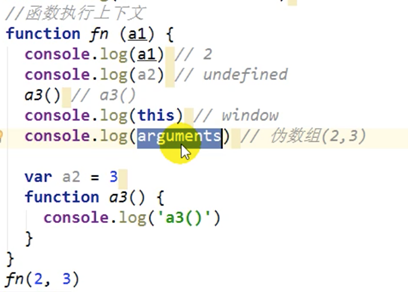 //函数执行上下文
function fn (a1) {
  console.log(a1) // 2
  console.log(a2) // undefined
  a3() // a3()
  console.log(this) // window
  console.log(arguments) // 伪数组(2,3)

  var a2 = 3
  function a3() {
    console.log('a3()')
  }
}
fn(2, 3)